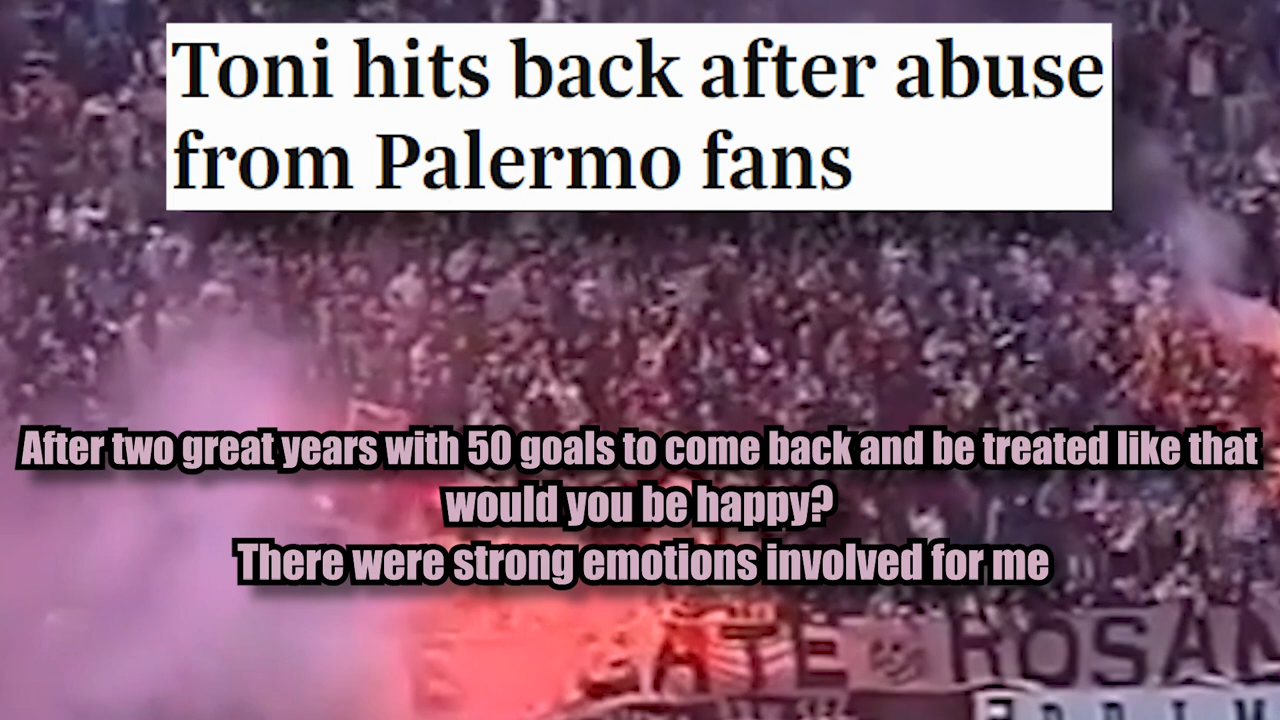 Toni hits back after abuse
from Palermo fans
After two great years with 50 goals to come back and be treated like that
would you be happy?
There were strong emotions involved for me